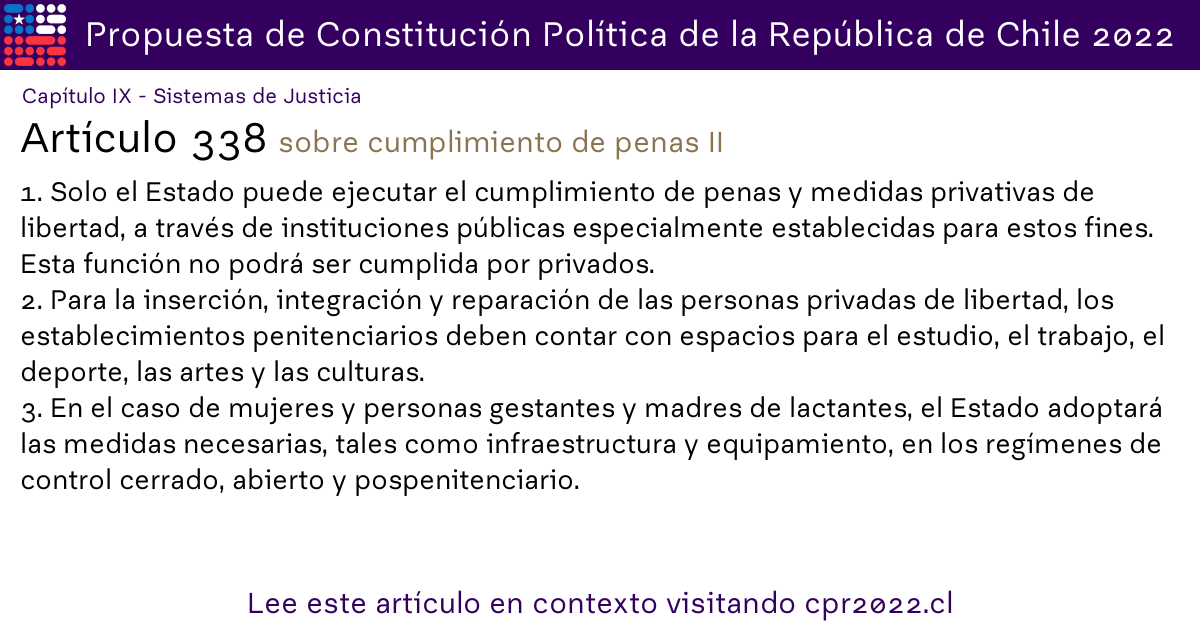 Propuesta de Constitución Política de la República de Chile 2022
Capítulo IX - Sistemas de Justicia
Artículo 338 sobre cumplimiento de penas II
1. Solo el Estado puede ejecutar el cumplimiento de penas y medidas privativas de
libertad, a través de instituciones públicas especialmente establecidas para estos fines.
Esta función no podrá ser cumplida por privados.
2. Para la inserción, integración y reparación de las personas privadas de libertad, los
establecimientos penitenciarios deben contar con espacios para el estudio, el trabajo, el
deporte, las artes y las culturas.
3. En el caso de mujeres y personas gestantes y madres de lactantes, el Estado adoptará
las medidas necesarias, tales como infraestructura y equipamiento, en los regímenes de
control cerrado, abierto y pospenitenciario.
Lee este artículo en contexto visitando cpr2022.cl